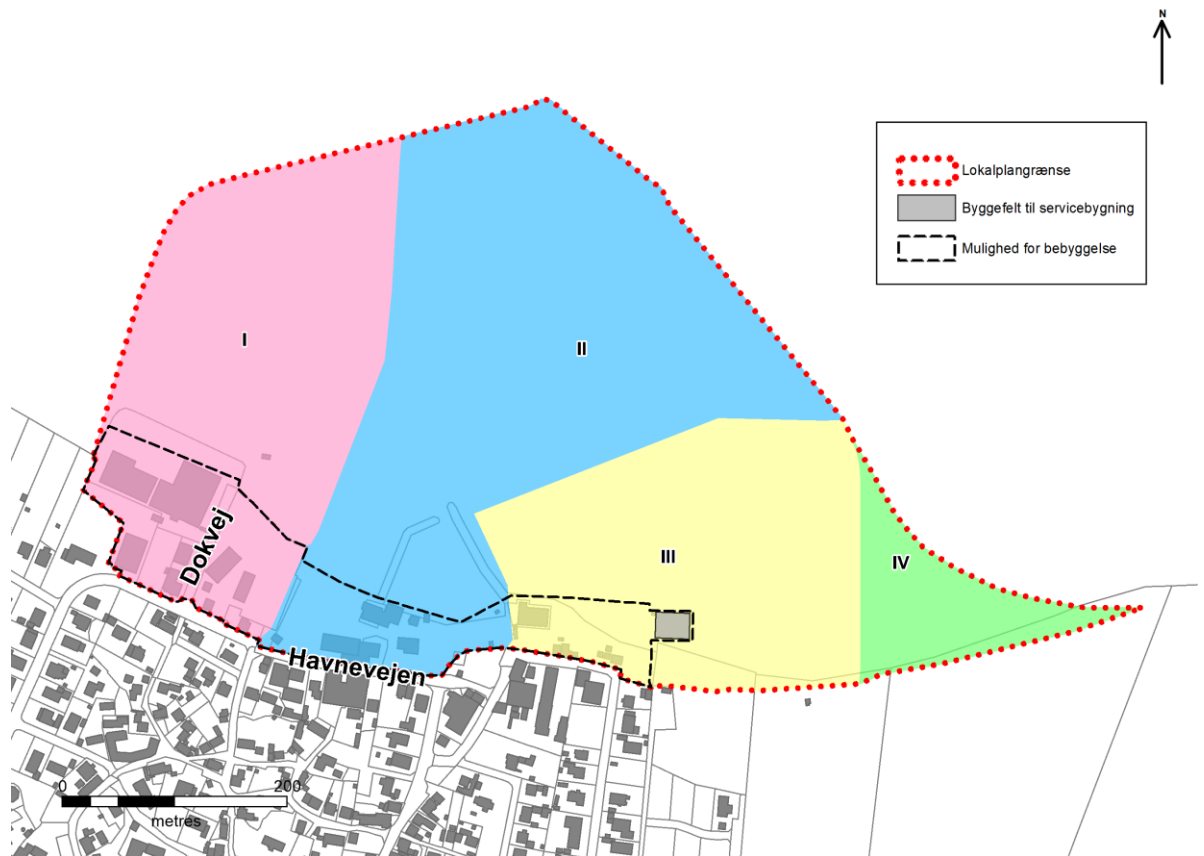 N
Lokalplangrænse
Byggefelt til servicebygning
Mulighed for bebyggelse
I
II
III
IV
Dokvej
Havnevejen
0 200
metres